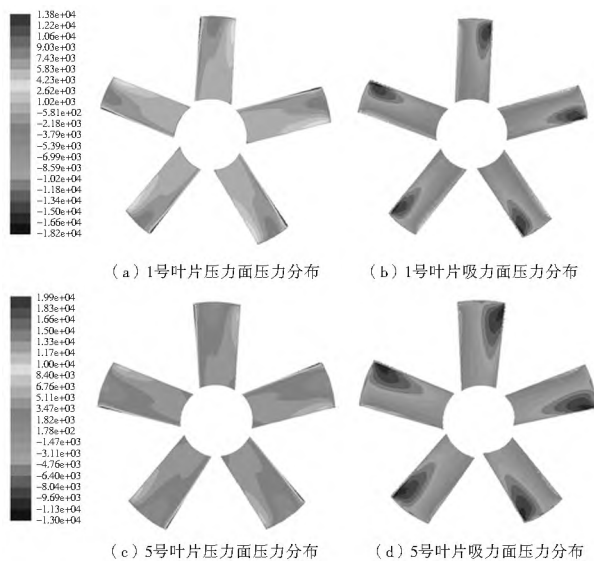 1.38e+04
1.22e+04
1.06e+04
9.03e+03
7.43e+03
5.83e+03
4.23e+03
2.62e+03
1.02e+03
-5.81e+02
-2.18e+03
-3.79e+03
-5.39e+03
-6.99e+03
-8.59e+03
-1.02e+04
-1.18e+04
-1.34e+04
-1.50e+04
-1.66e+04
-1.82e+04
（a）1号叶片压力面压力分布
（b）1号叶片吸力面压力分布
1.99e+04
1.83e+04
1.66e+04
1.50e+04
1.33e+04
1.17e+04
1.00e+04
8.40e+03
6.76e+03
5.11e+03
3.47e+03
1.82e+03
1.78e+02
-1.47e+03
-3.11e+03
-4.76e+03
-6.40e+03
-8.04e+03
-9.69e+03
-1.13e+04
-1.30e+04
（c）5号叶片压力面压力分布
（d）5号叶片吸力面压力分布